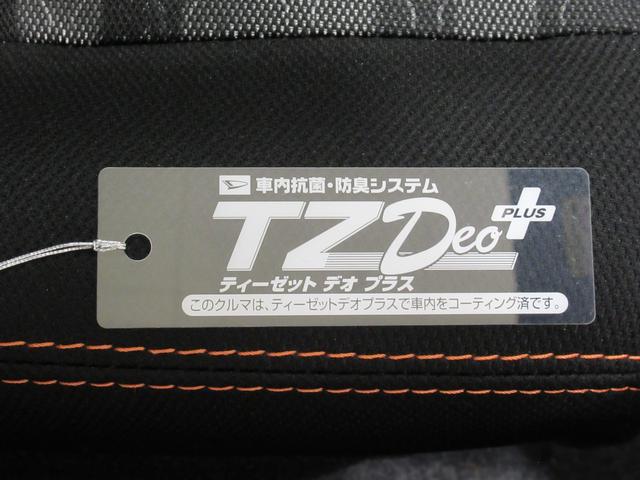 車内抗菌・防臭システム
TZ Deo PLUS
ティーゼット デオ プラス
このクルマは、ティーゼットデオプラスで車内をコーティング済です。